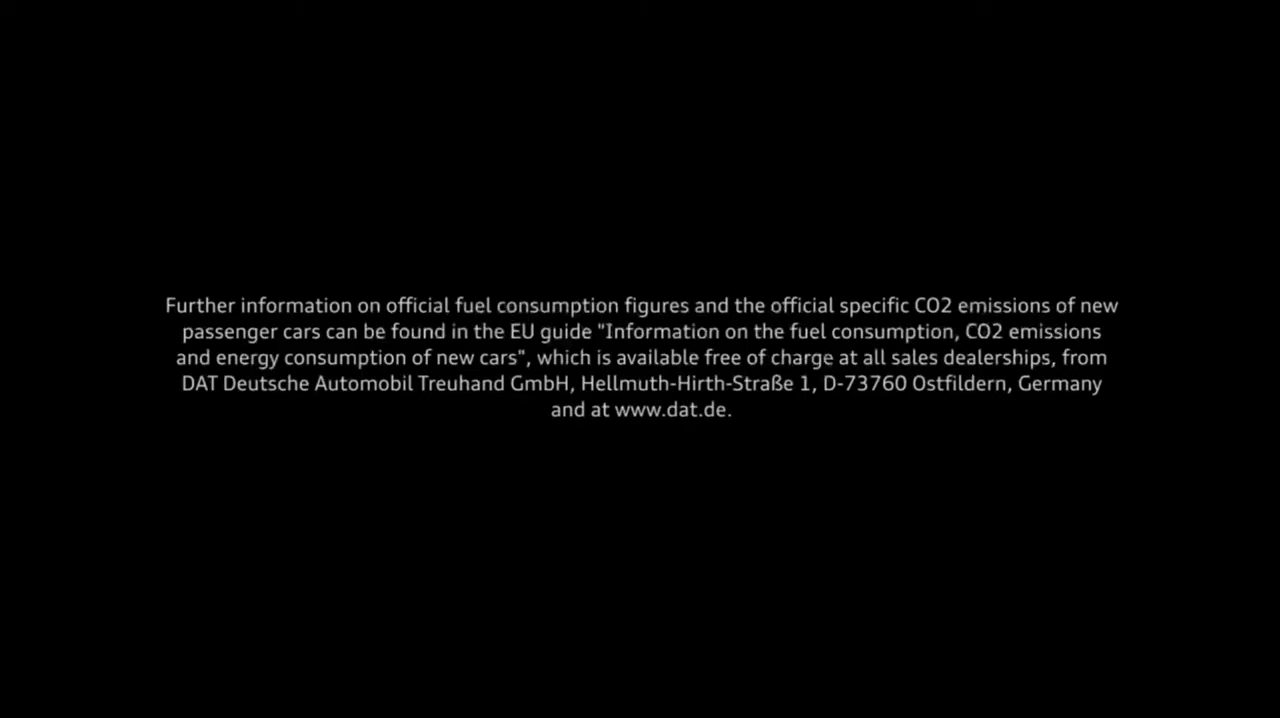 Further information on official fuel consumption figures and the official specific CO2 emissions of new
passenger cars can be found in the EU guide "Information on the fuel consumption, CO2 emissions
and energy consumption of new cars", which is available free of charge at all sales dealerships, from
DAT Deutsche Automobil Treuhand GmbH, Hellmuth-Hirth-Straße 1, D-73760 Ostfildern, Germany
and at www.dat.de.